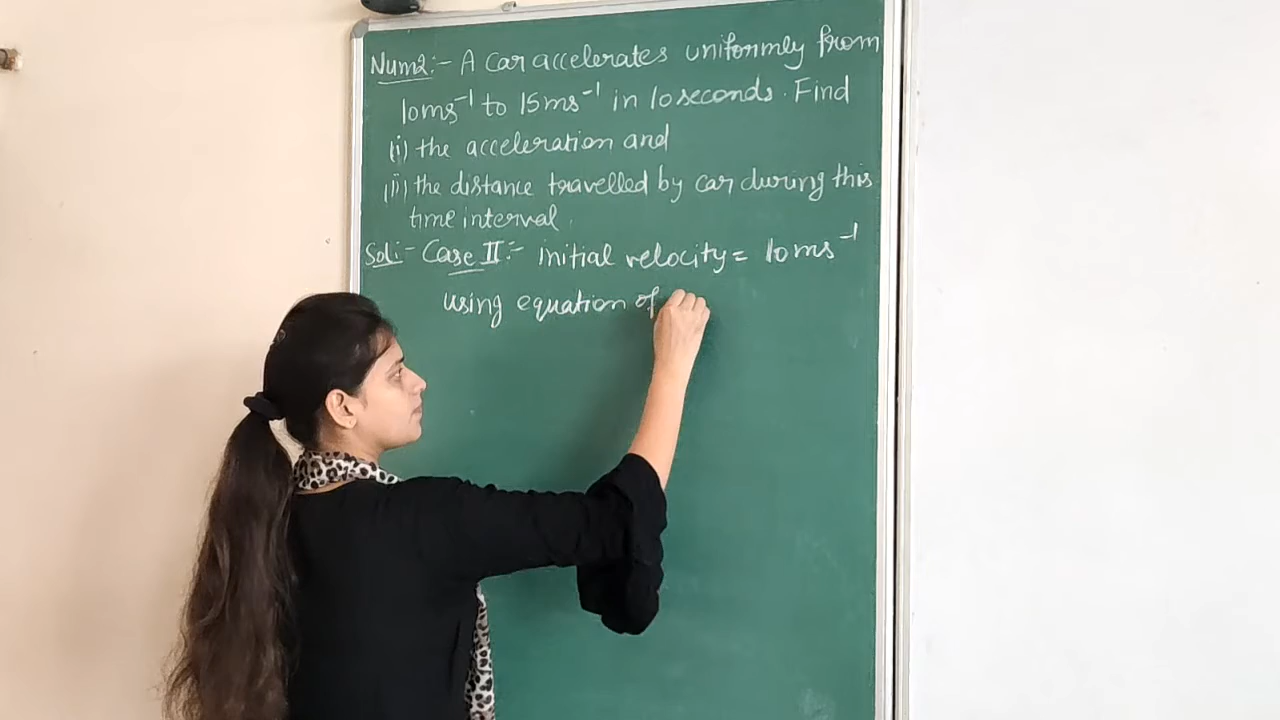 Num2:- A car accelerates uniformly from
10ms⁻¹ to 15ms⁻¹ in 10 seconds. Find
(i) the acceleration and
(ii) the distance travelled by car during this
time interval.
Sol:- Case II:- initial velocity = 10ms⁻¹
using equation of